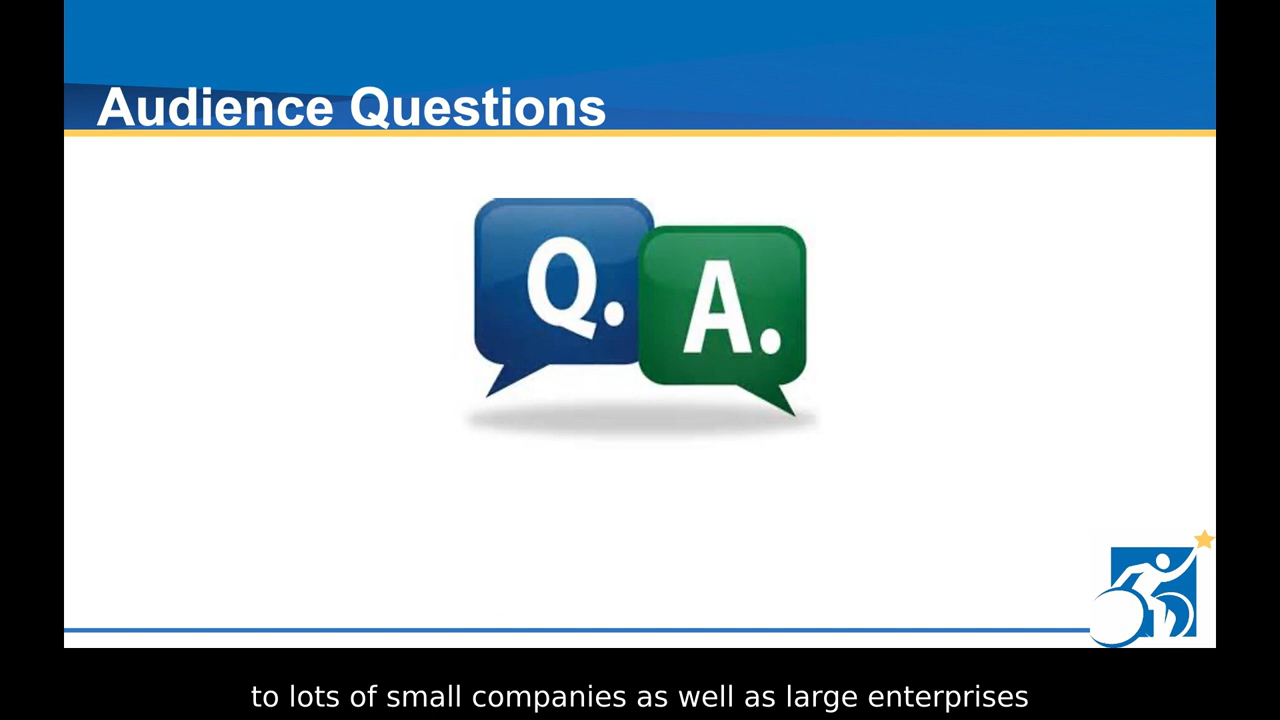 Audience Questions
Q. A.
to lots of small companies as well as large enterprises